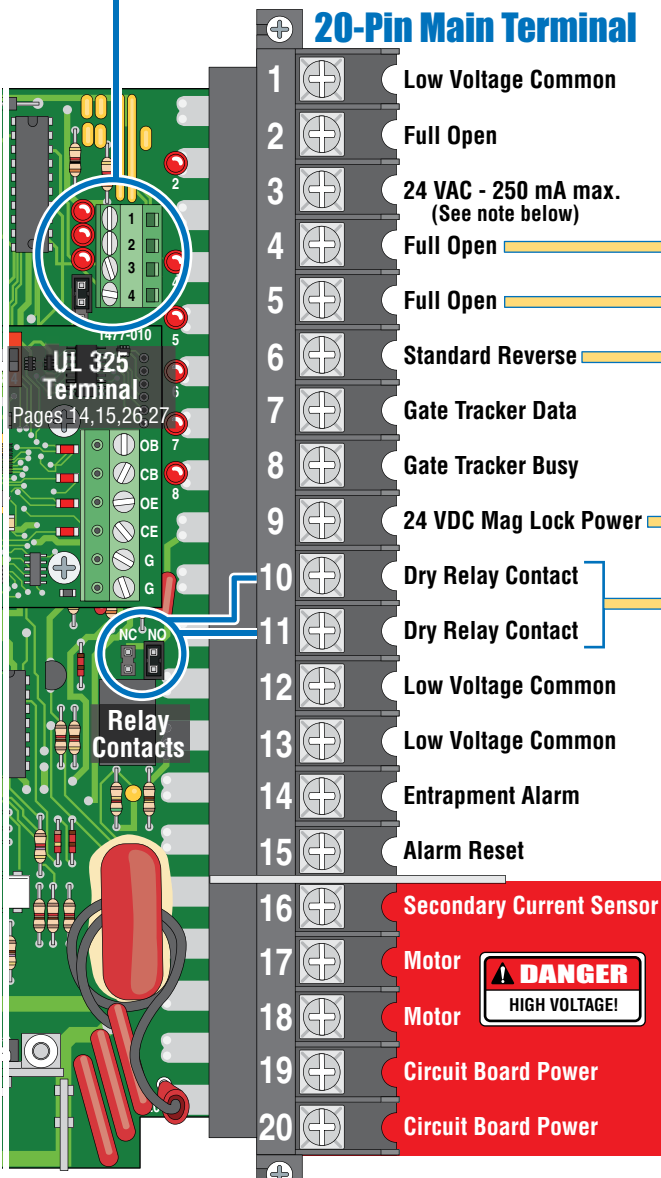 20-Pin Main Terminal
1 Low Voltage Common
2 Full Open
3 24 VAC - 250 mA max.
(See note below)
4 Full Open
5 Full Open
6 Standard Reverse
7 Gate Tracker Data
8 Gate Tracker Busy
9 24 VDC Mag Lock Power
10 Dry Relay Contact
11 Dry Relay Contact
12 Low Voltage Common
13 Low Voltage Common
14 Entrapment Alarm
15 Alarm Reset
16 Secondary Current Sensor
17 Motor
18 Motor
19 Circuit Board Power
20 Circuit Board Power
DANGER
HIGH VOLTAGE!
2
1
2
3
4
1477-010
5
UL 325
Terminal
Pages 14,15,26,27
6
7
8
OB
CB
OE
CE
G
G
NC NO
Relay
Contacts